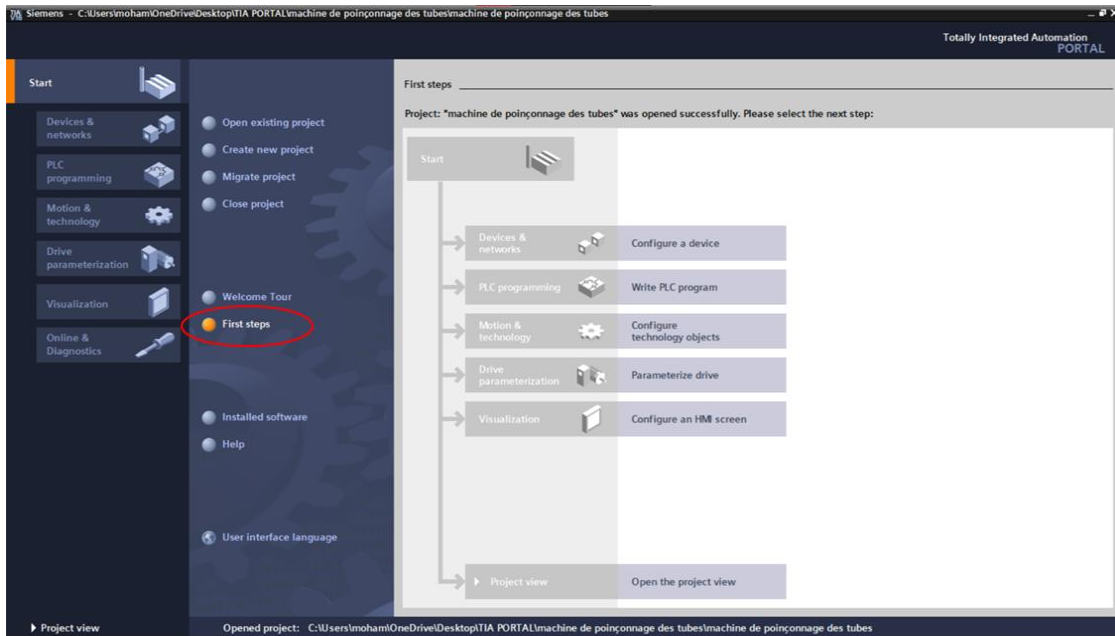 Siemens - C:\Users\moham\OneDrive\Desktop\TIA PORTAL\machine de poinçonnage des tubes\machine de poinçonnage des tubes
Totally Integrated Automation
PORTAL
Start
Devices &
networks
PLC
programming
Motion &
technology
Drive
parameterization
Visualization
Online &
Diagnostics
Open existing project
Create new project
Migrate project
Close project
Welcome Tour
First steps
Installed software
Help
User interface language
First steps
Project: "machine de poinçonnage des tubes" was opened successfully. Please select the next step:
Start
Devices &
networks
Configure a device
PLC programming
Write PLC program
Motion &
technology
Configure
technology objects
Drive
parameterization
Parameterize drive
Visualization
Configure an HMI screen
Project view
Open the project view
Project view
Opened project: C:\Users\moham\OneDrive\Desktop\TIA PORTAL\machine de poinçonnage des tubes\machine de poinçonnage des tubes